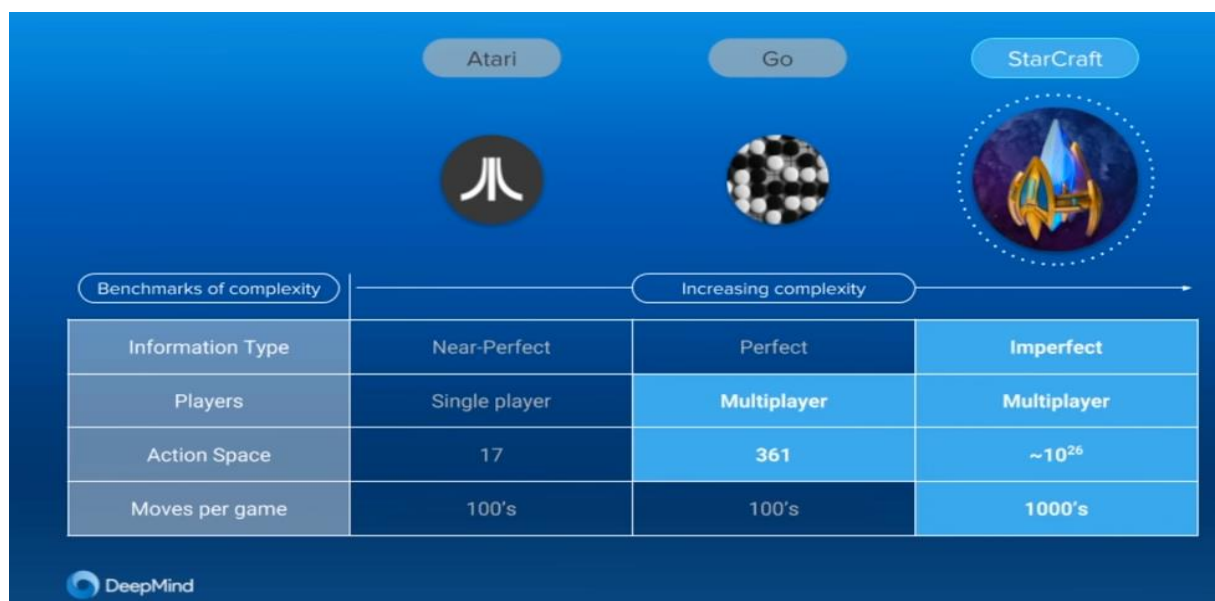 Atari Go StarCraft
Benchmarks of complexity Increasing complexity
Information Type Near-Perfect Perfect Imperfect
Players Single player Multiplayer Multiplayer
Action Space 17 361 ~10²⁶
Moves per game 100's 100's 1000's
DeepMind